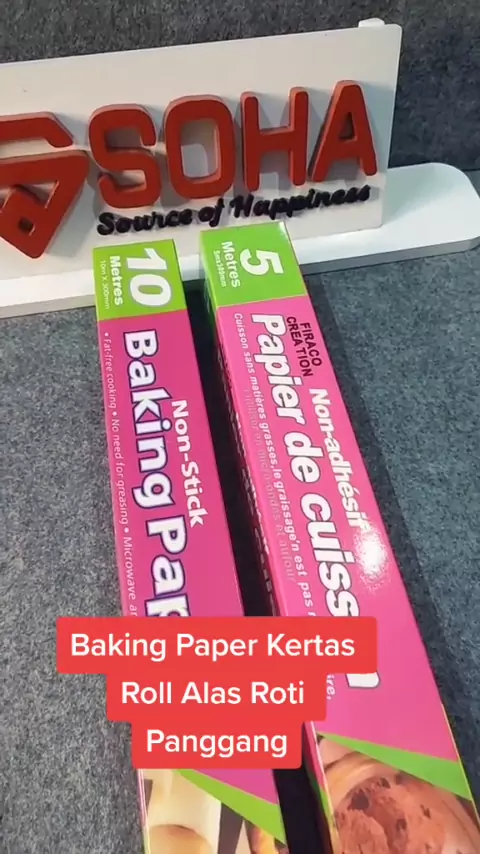 SOHA
Source of Happiness
10
Metres
10m X 300mm
Non-Stick
Baking Pap
• Fat-free cooking • No need for greasing • Microwave
5
Metres
5mx300mm
FIRACO
CREATION
Non-adhésif
Papier de cuiss
Cuisson sans matières grasses, le graissage'n est pas
Baking Paper Kertas
Roll Alas Roti
Panggang